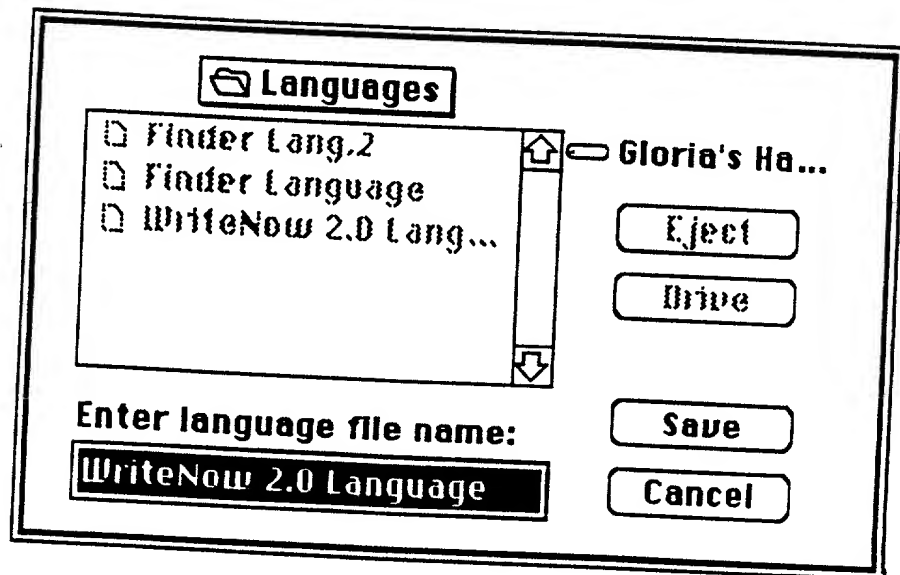 Languages
Finder Lang.2
Finder Language
WriteNow 2.0 Lang...
Gloria's Ha...
Eject
Drive
Enter language file name:
WriteNow 2.0 Language
Save
Cancel